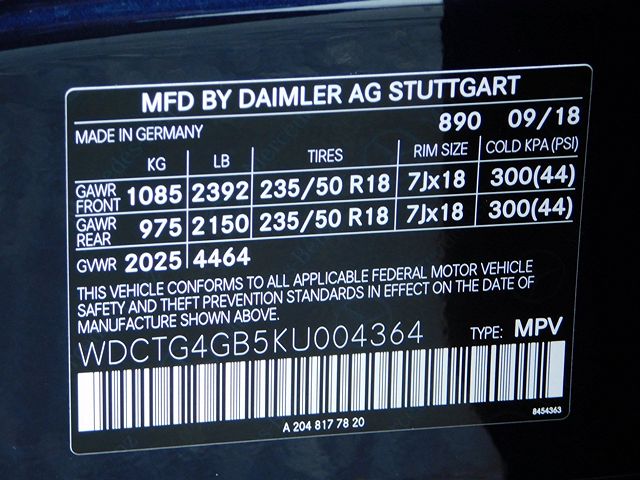 MFD BY DAIMLER AG STUTTGART
MADE IN GERMANY 890 09/18
KG LB TIRES RIM SIZE COLD KPA (PSI)
GAWR FRONT 1085 2392 235/50 R18 7Jx18 300(44)
GAWR REAR 975 2150 235/50 R18 7Jx18 300(44)
GVWR 2025 4464
THIS VEHICLE CONFORMS TO ALL APPLICABLE FEDERAL MOTOR VEHICLE
SAFETY AND THEFT PREVENTION STANDARDS IN EFFECT ON THE DATE OF
MANUFACTURE SHOWN ABOVE.
WDCTG4GB5KU004364 TYPE: MPV
A 204 817 78 20 8454363